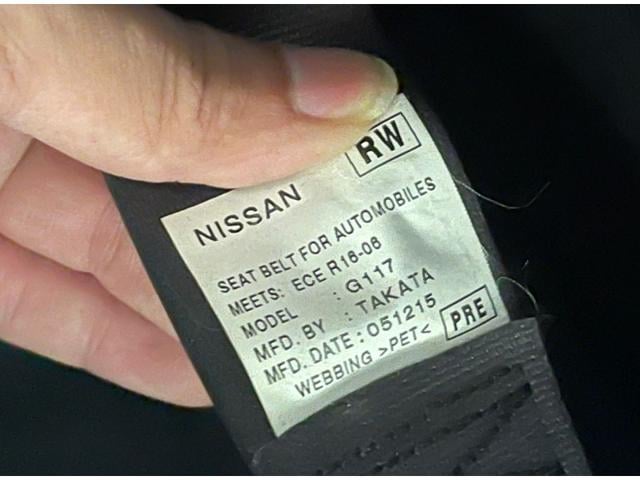 RW
NISSAN
SEAT BELT FOR AUTOMOBILES
MEETS: ECE R16-06
MODEL : G117
MFD. BY : TAKATA
MFD. DATE : 051215
WEBBING >PET< PRE